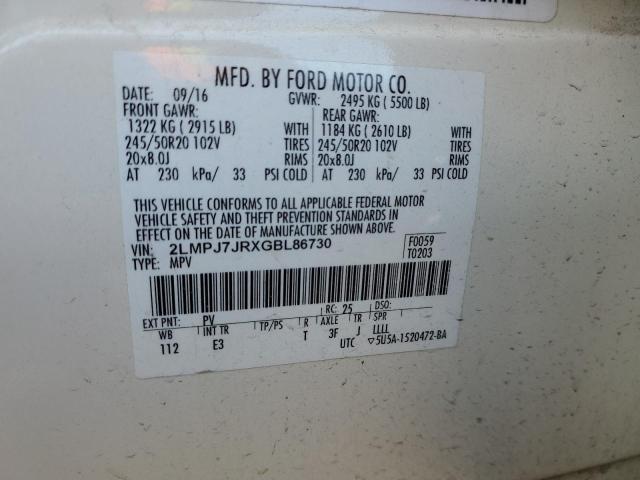 MFD. BY FORD MOTOR CO.
DATE: 09/16 GVWR: 2495 KG ( 5500 LB)
FRONT GAWR: REAR GAWR:
1322 KG ( 2915 LB) WITH 1184 KG ( 2610 LB) WITH
245/50R20 102V TIRES 245/50R20 102V TIRES
20x8.0J RIMS 20x8.0J RIMS
AT 230 kPa/ 33 PSI COLD AT 230 kPa/ 33 PSI COLD
THIS VEHICLE CONFORMS TO ALL APPLICABLE FEDERAL MOTOR
VEHICLE SAFETY AND THEFT PREVENTION STANDARDS IN
EFFECT ON THE DATE OF MANUFACTURE SHOWN ABOVE.
VIN: 2LMPJ7JRXGBL86730 F0059
TYPE: MPV T0203
EXT PNT: PV RC: 25 DSO:
WB INT TR TP/PS R AXLE TR SPR
112 E3 T 3F J LLLL
UTC ▽5U5A-1520472-BA